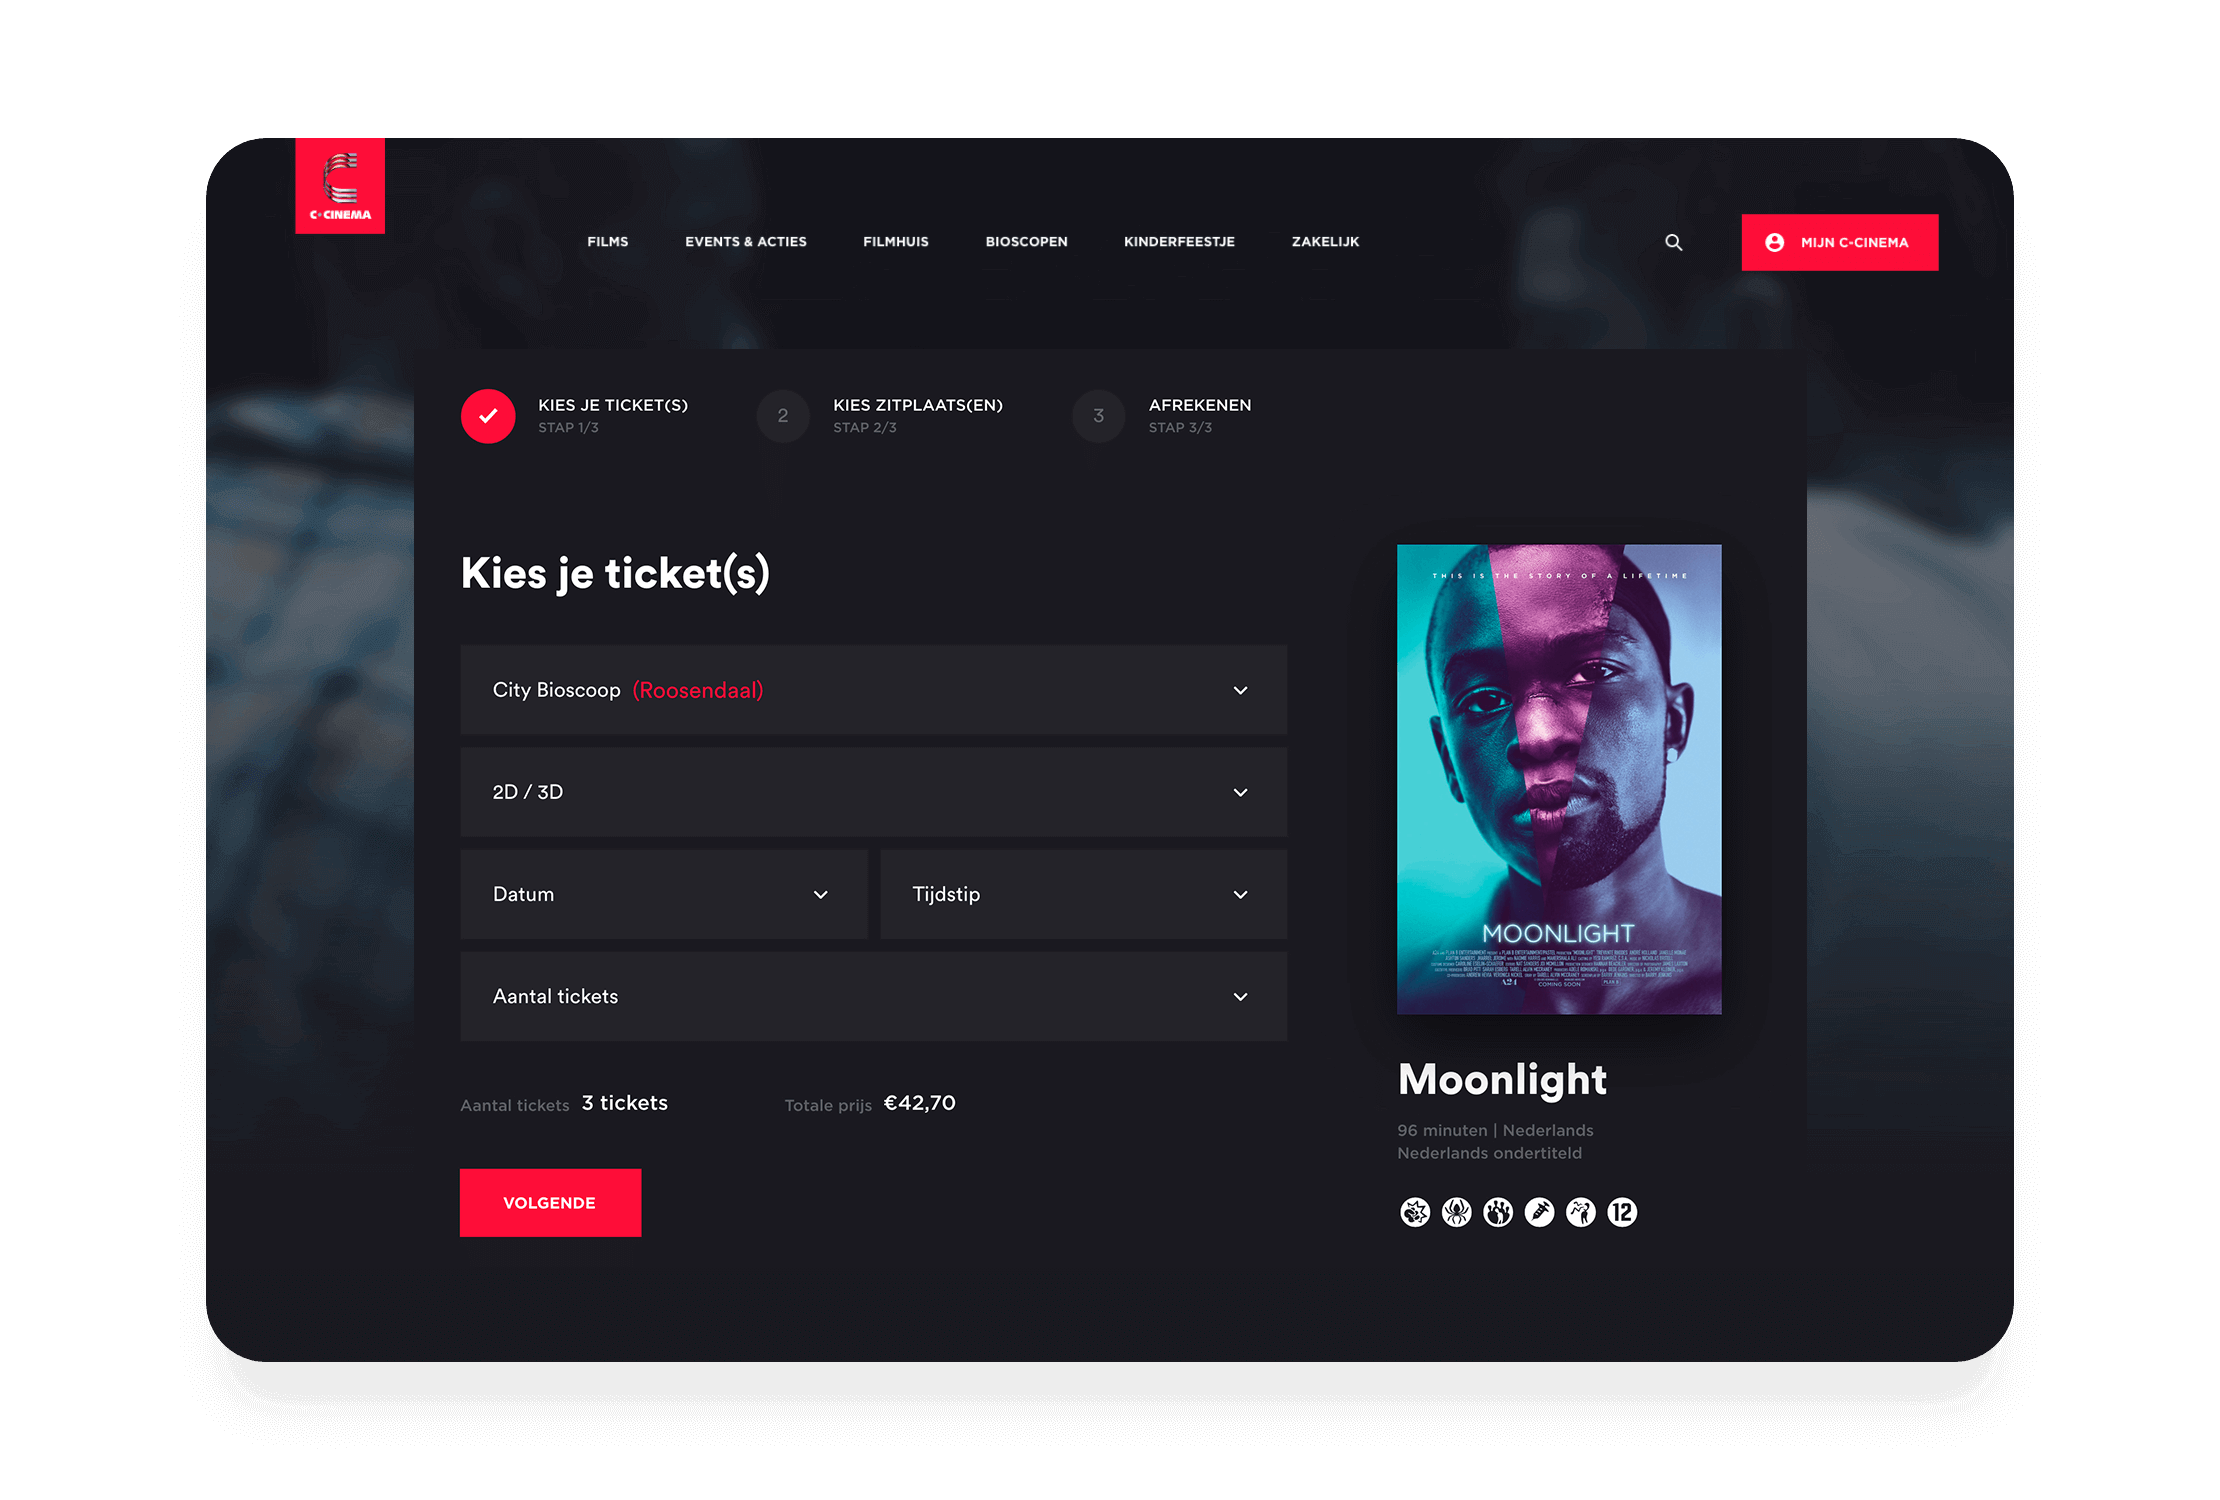 C-CINEMA
FILMS
EVENTS & ACTIES
FILMHUIS
BIOSCOPEN
KINDERFEESTJE
ZAKELIJK
MIJN C-CINEMA
KIES JE TICKET(S)
STAP 1/3
2
KIES ZITPLAATS(EN)
STAP 2/3
3
AFREKENEN
STAP 3/3
Kies je ticket(s)
City Bioscoop (Roosendaal)
2D / 3D
Datum
Tijdstip
Aantal tickets
Aantal tickets 3 tickets
Totale prijs €42,70
VOLGENDE
THIS IS THE STORY OF A LIFETIME
MOONLIGHT
A24
COMING SOON
PLAN B
Moonlight
96 minuten | Nederlands
Nederlands ondertiteld
12